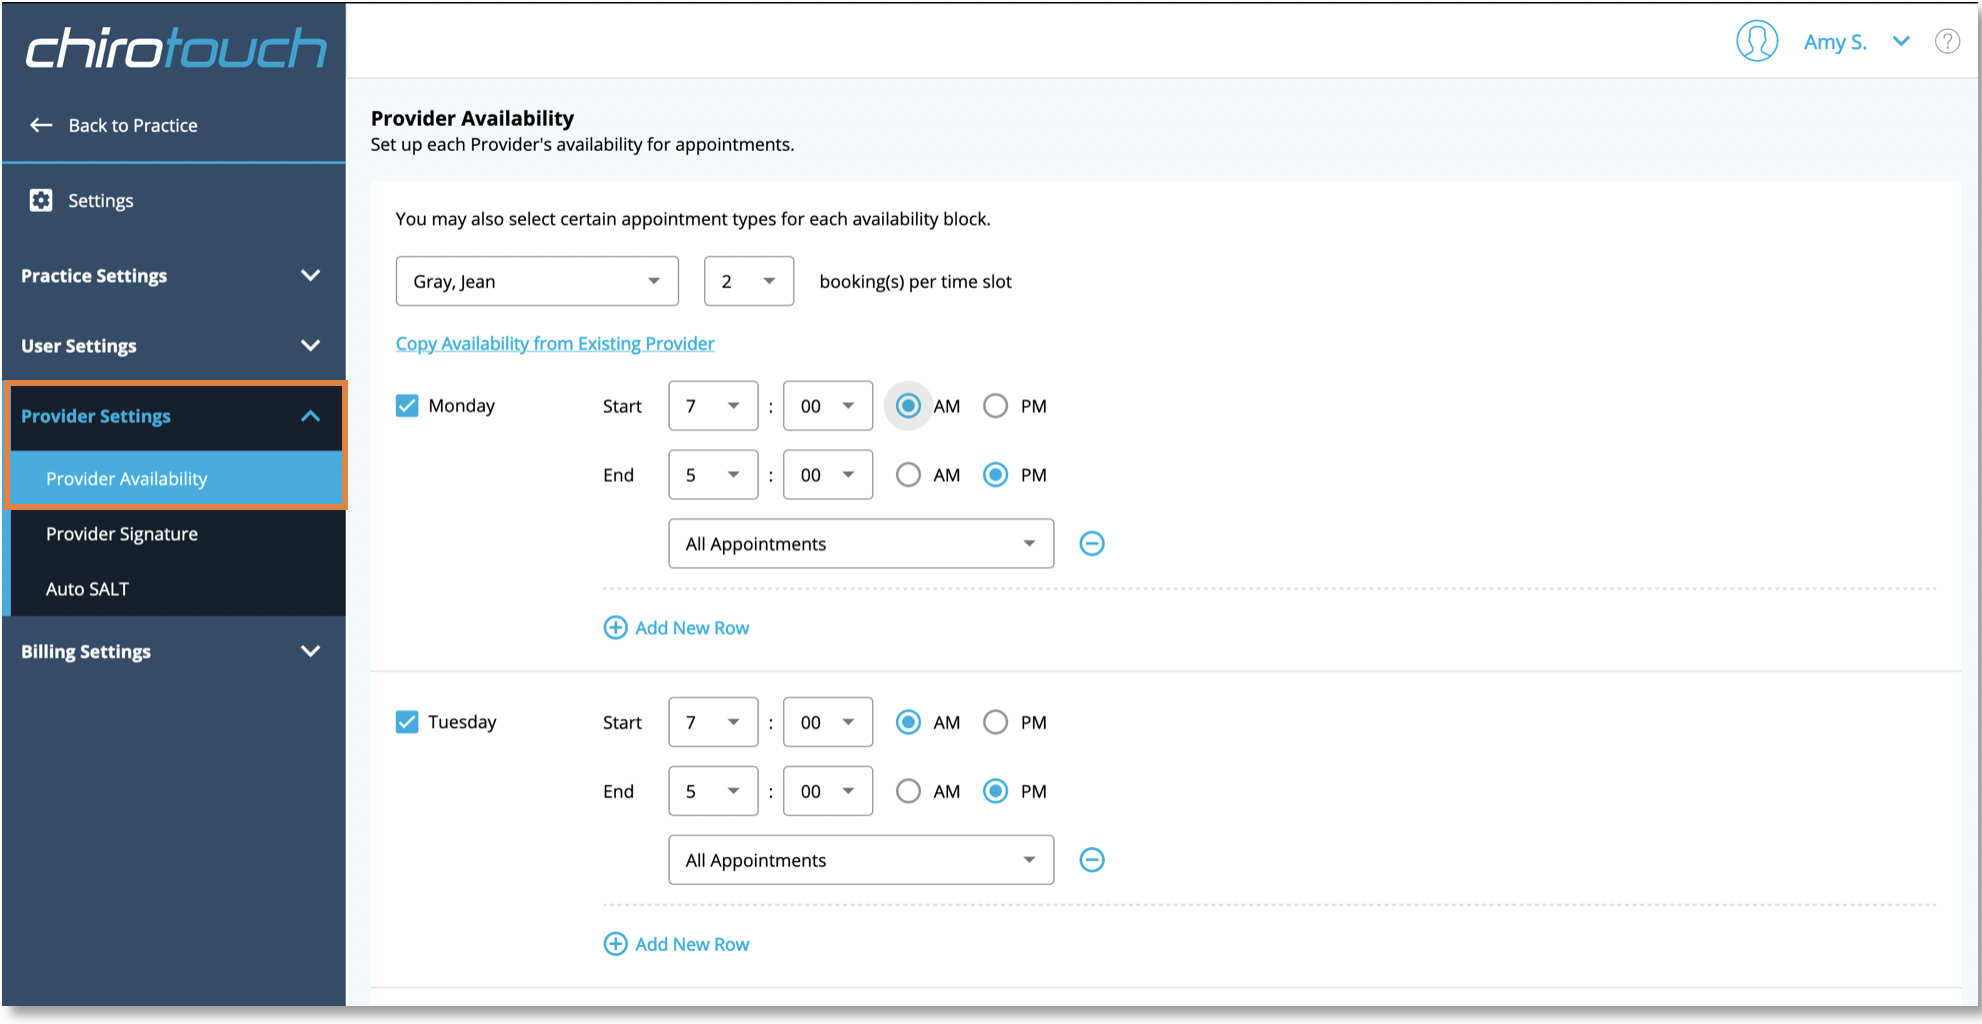 chirotouch
Amy S.
?
Back to Practice
Settings
Practice Settings
User Settings
Provider Settings
Provider Availability
Provider Signature
Auto SALT
Billing Settings
Provider Availability
Set up each Provider's availability for appointments.
You may also select certain appointment types for each availability block.
Gray, Jean 2 booking(s) per time slot
Copy Availability from Existing Provider
Monday Start 7 : 00 AM PM
End 5 : 00 AM PM
All Appointments
Add New Row
Tuesday Start 7 : 00 AM PM
End 5 : 00 AM PM
All Appointments
Add New Row